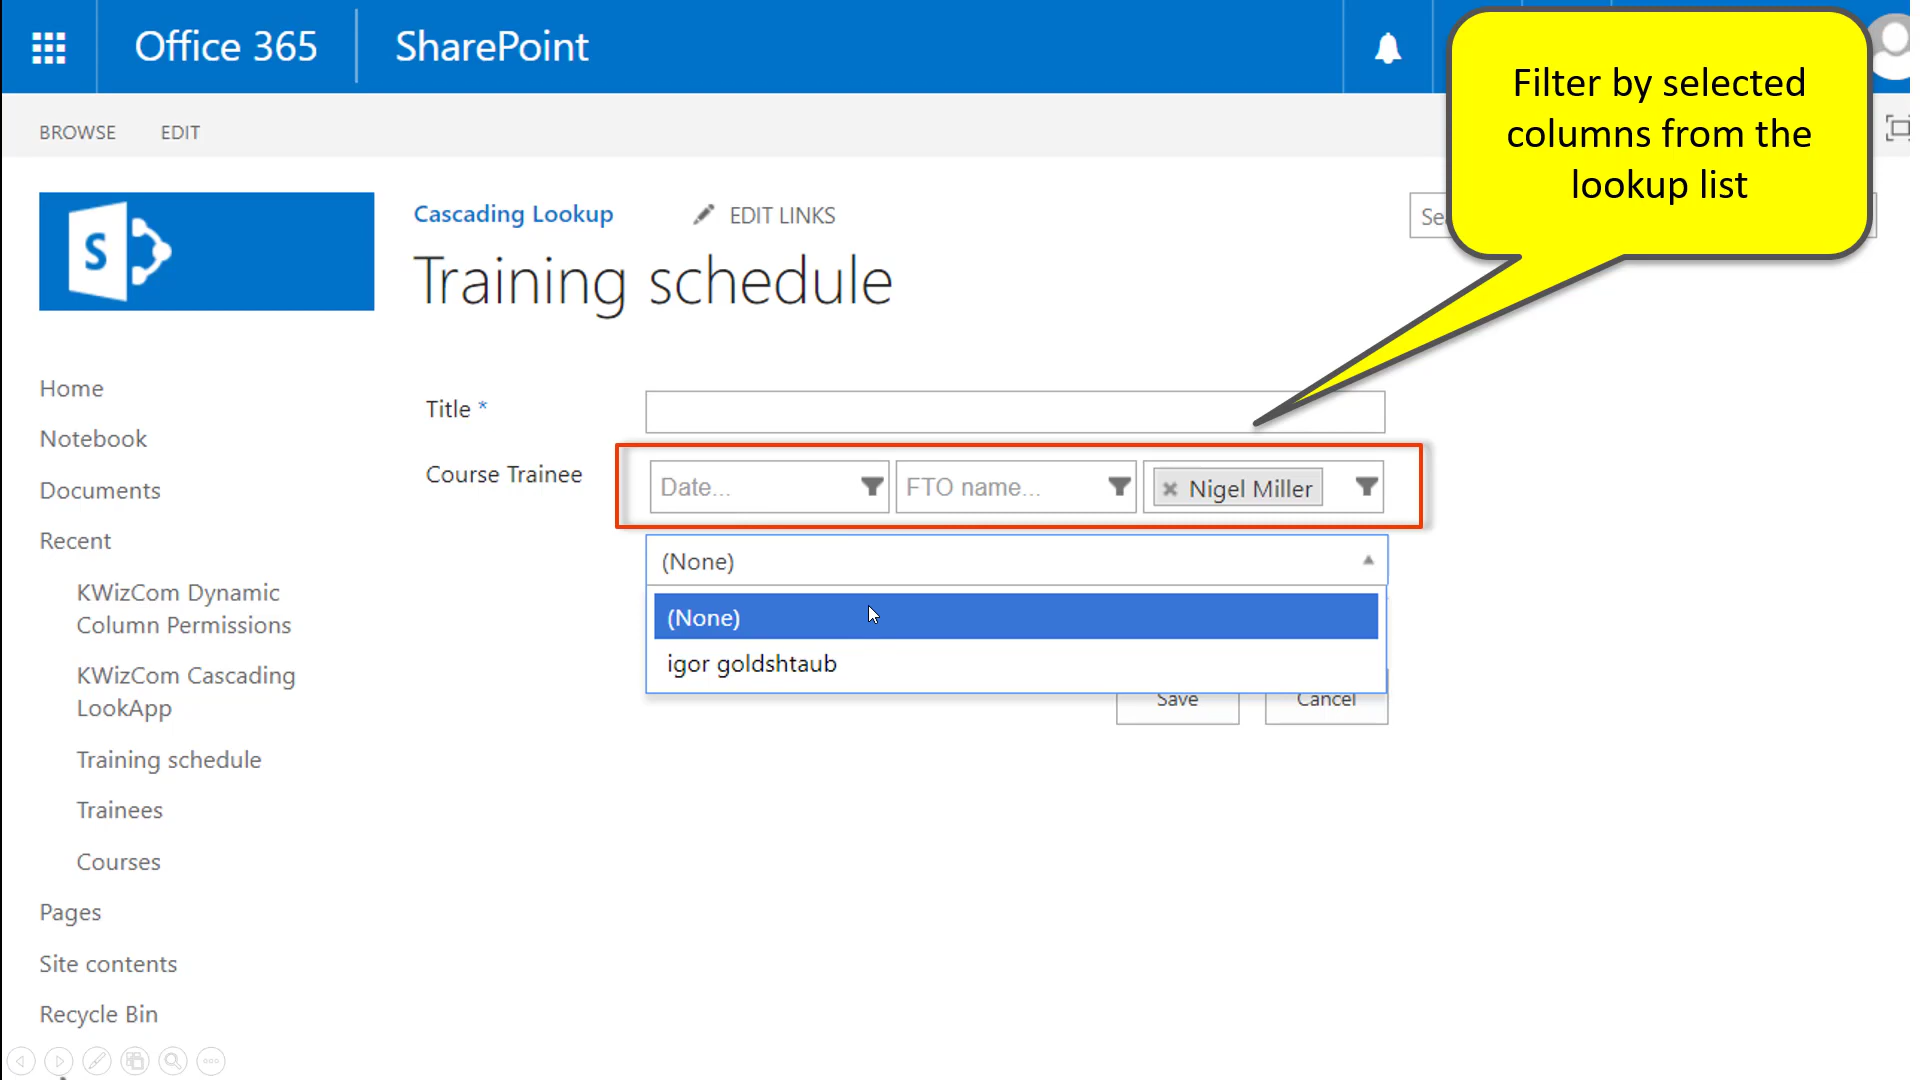 Office 365
SharePoint
Filter by selected
columns from the
lookup list
BROWSE
EDIT
S
Cascading Lookup
EDIT LINKS
Training schedule
Home
Notebook
Documents
Recent
KWizCom Dynamic
Column Permissions
KWizCom Cascading
LookApp
Training schedule
Trainees
Courses
Pages
Site contents
Recycle Bin
Title *
Course Trainee
Date...
FTO name...
Nigel Miller
(None)
(None)
igor goldshtaub
Save
Cancel